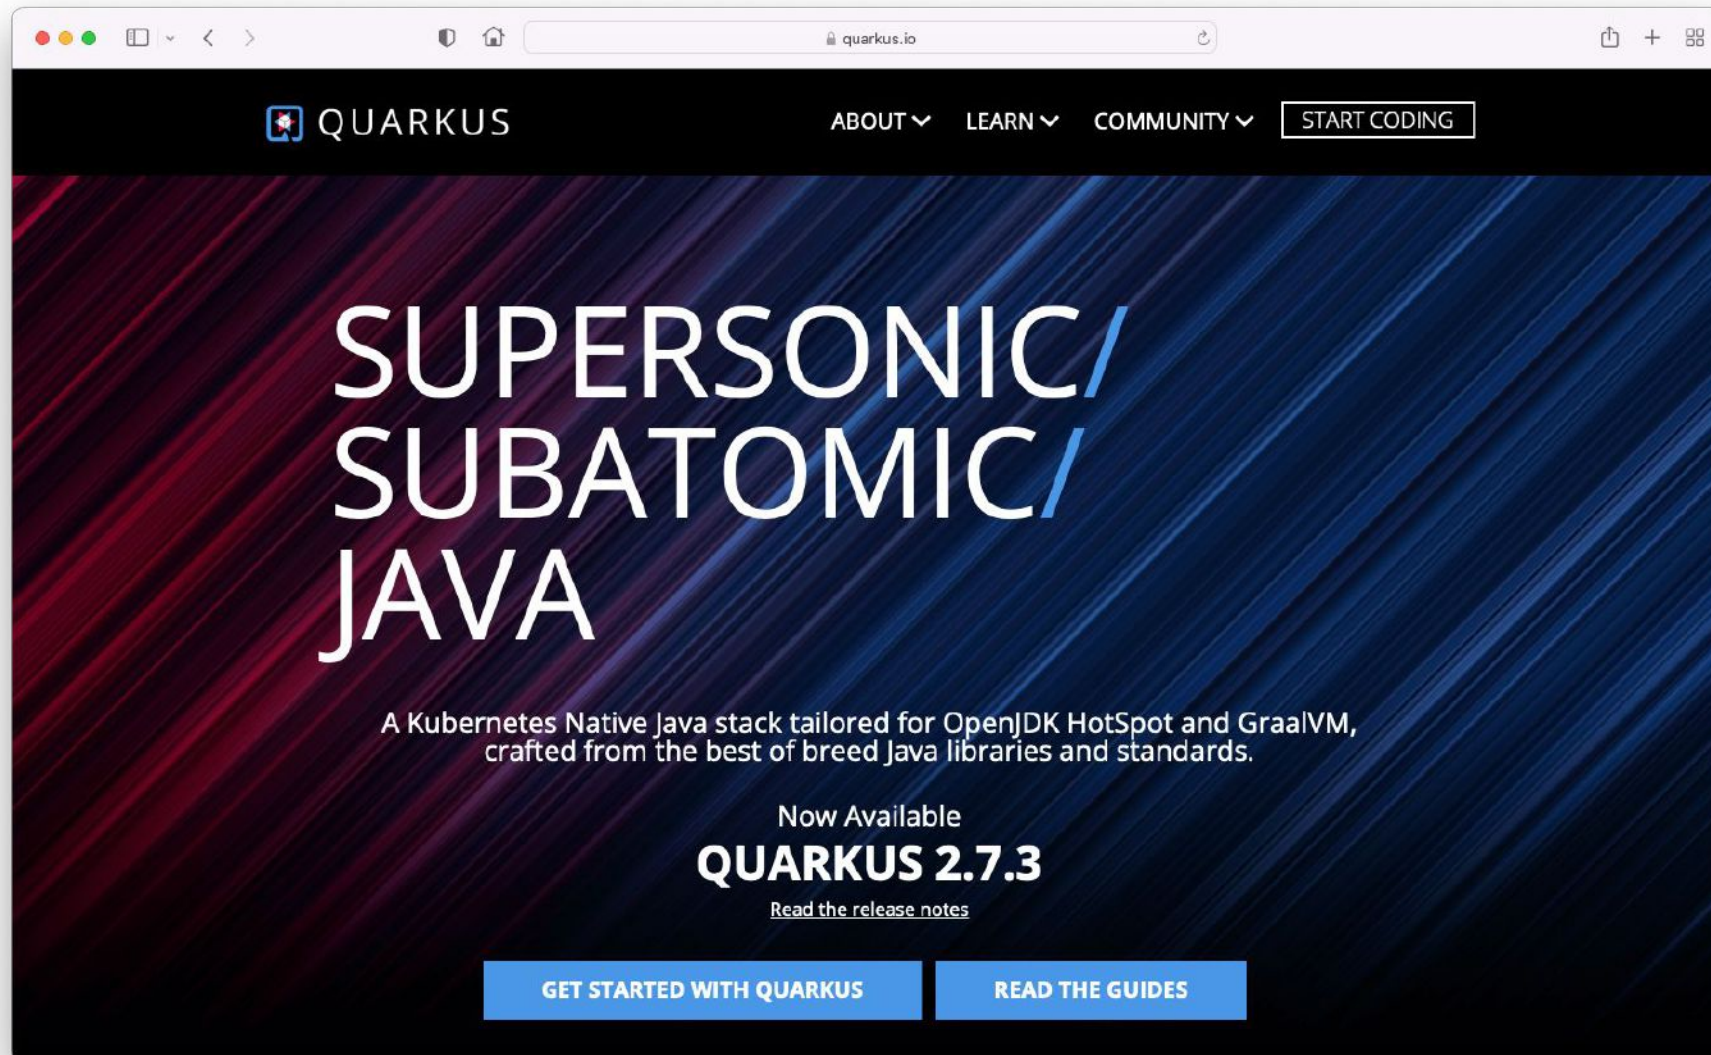 quarkus.io
QUARKUS
ABOUT LEARN COMMUNITY START CODING
SUPERSONIC/
SUBATOMIC/
JAVA
A Kubernetes Native Java stack tailored for OpenJDK HotSpot and GraalVM,
crafted from the best of breed Java libraries and standards.
Now Available
QUARKUS 2.7.3
Read the release notes
GET STARTED WITH QUARKUS READ THE GUIDES